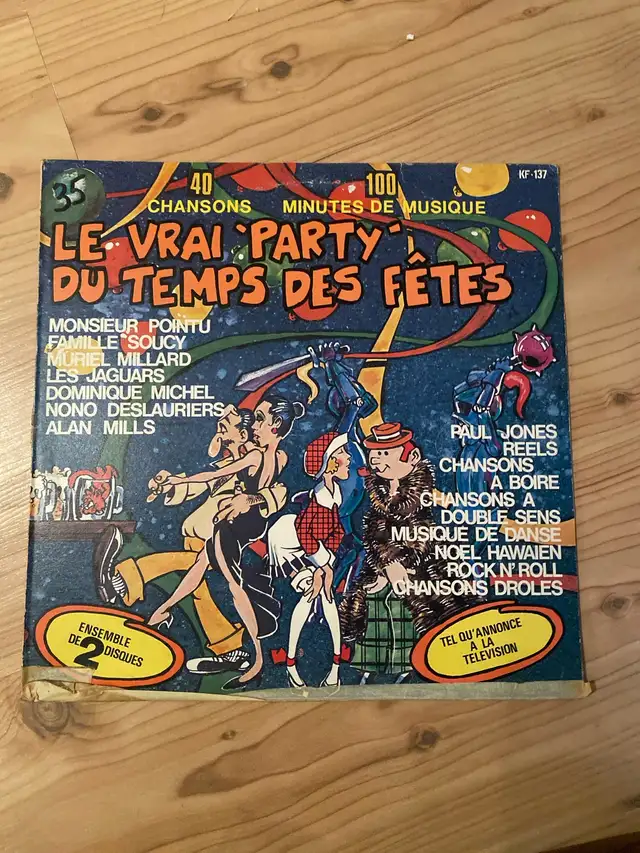 35
40 100
KF-137
CHANSONS MINUTES DE MUSIQUE
LE VRAI 'PARTY'
DU TEMPS DES FÊTES
MONSIEUR POINTU
FAMILLE SOUCY
MURIEL MILLARD
LES JAGUARS
DOMINIQUE MICHEL
NONO DESLAURIERS
ALAN MILLS
PAUL JONES
REELS
CHANSONS
A BOIRE
CHANSONS A
DOUBLE SENS
MUSIQUE DE DANSE
NOEL HAWAIEN
ROCK N' ROLL
CHANSONS DROLES
ENSEMBLE
DE 2 DISQUES
TEL QU'ANNONCE
A LA
TELEVISION